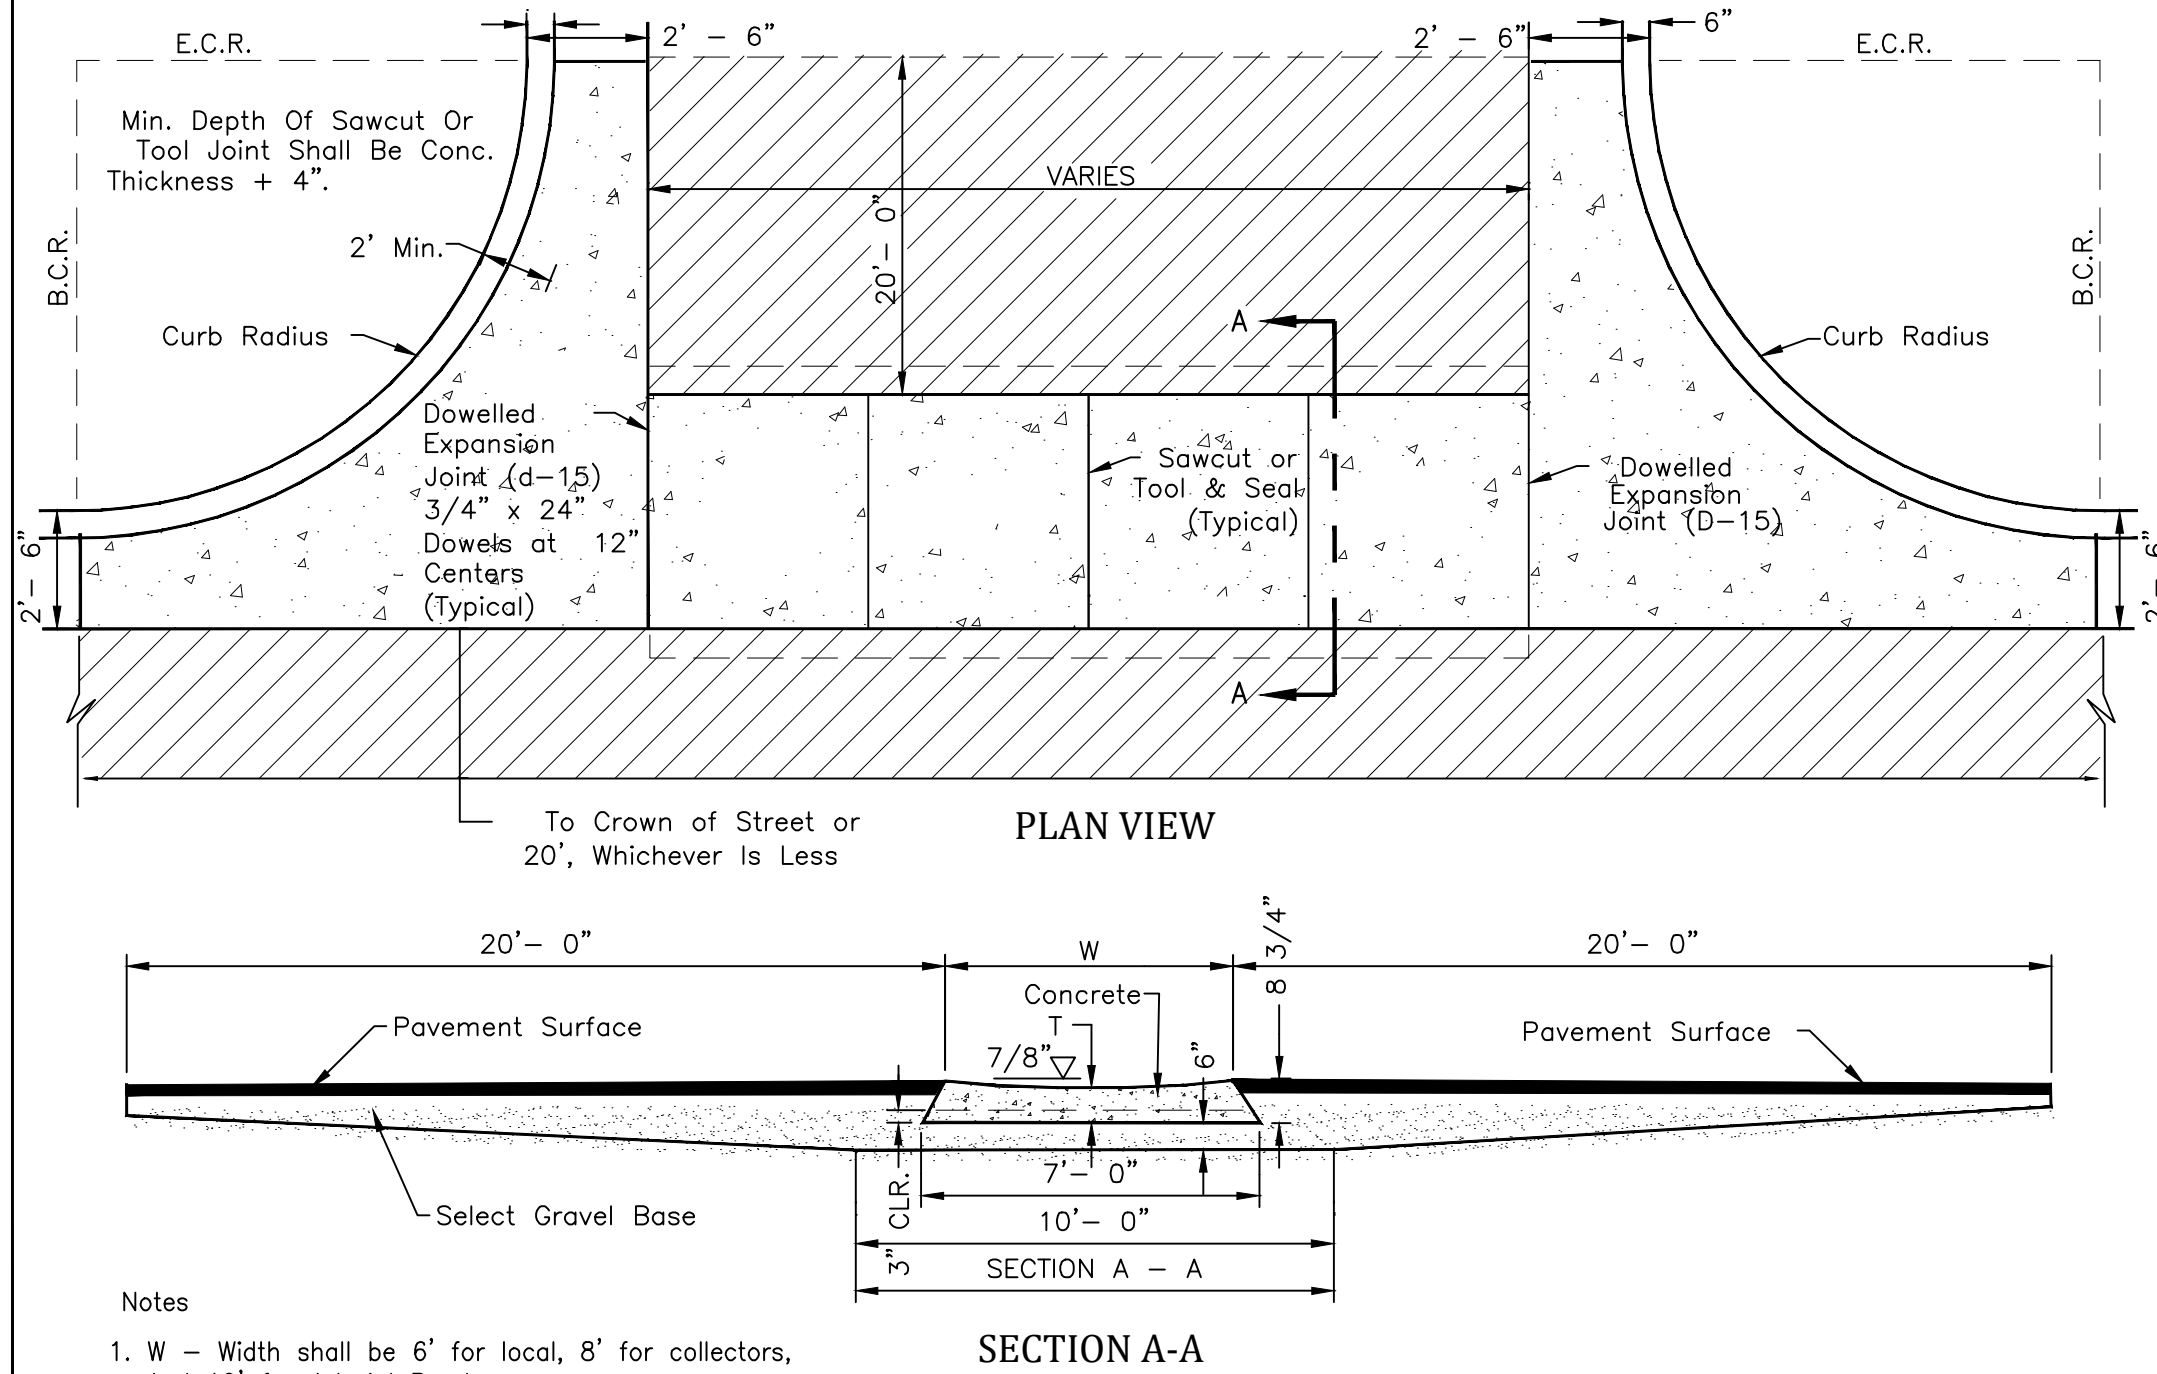 E.C.R.
2' - 6"
2' - 6"
6"
E.C.R.
Min. Depth Of Sawcut Or
Tool Joint Shall Be Conc.
Thickness + 4".
VARIES
20'- 0"
B.C.R.
B.C.R.
2' Min.
Curb Radius
A
Curb Radius
Dowelled
Expansion
Joint (d-15)
3/4" x 24"
Dowels at 12"
Centers
(Typical)
Sawcut or
Tool & Seal
(Typical)
Dowelled
Expansion
Joint (D-15)
2'- 6"
2'- 6"
A
To Crown of Street or
20', Whichever Is Less
PLAN VIEW
20'- 0"
W
8 3/4"
20'- 0"
Concrete
T
Pavement Surface
7/8"
6"
Pavement Surface
7'- 0"
Select Gravel Base
3" CLR.
10'- 0"
SECTION A - A
Notes
SECTION A-A
1. W - Width shall be 6' for local, 8' for collectors,